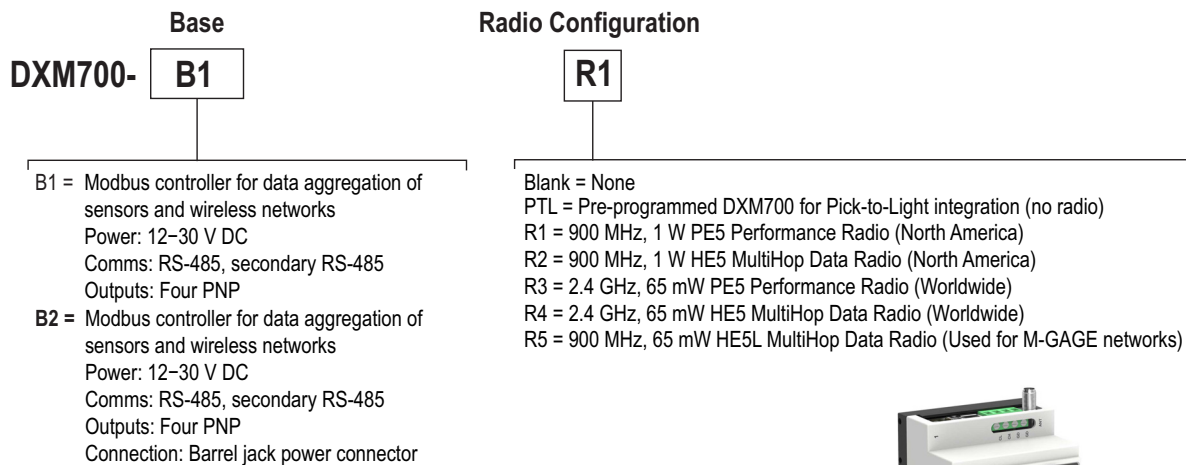 Base
Radio Configuration
DXM700- B1
R1
B1 = Modbus controller for data aggregation of
sensors and wireless networks
Power: 12−30 V DC
Comms: RS-485, secondary RS-485
Outputs: Four PNP
B2 = Modbus controller for data aggregation of
sensors and wireless networks
Power: 12−30 V DC
Comms: RS-485, secondary RS-485
Outputs: Four PNP
Connection: Barrel jack power connector
Blank = None
PTL = Pre-programmed DXM700 for Pick-to-Light integration (no radio)
R1 = 900 MHz, 1 W PE5 Performance Radio (North America)
R2 = 900 MHz, 1 W HE5 MultiHop Data Radio (North America)
R3 = 2.4 GHz, 65 mW PE5 Performance Radio (Worldwide)
R4 = 2.4 GHz, 65 mW HE5 MultiHop Data Radio (Worldwide)
R5 = 900 MHz, 65 mW HE5L MultiHop Data Radio (Used for M-GAGE networks)